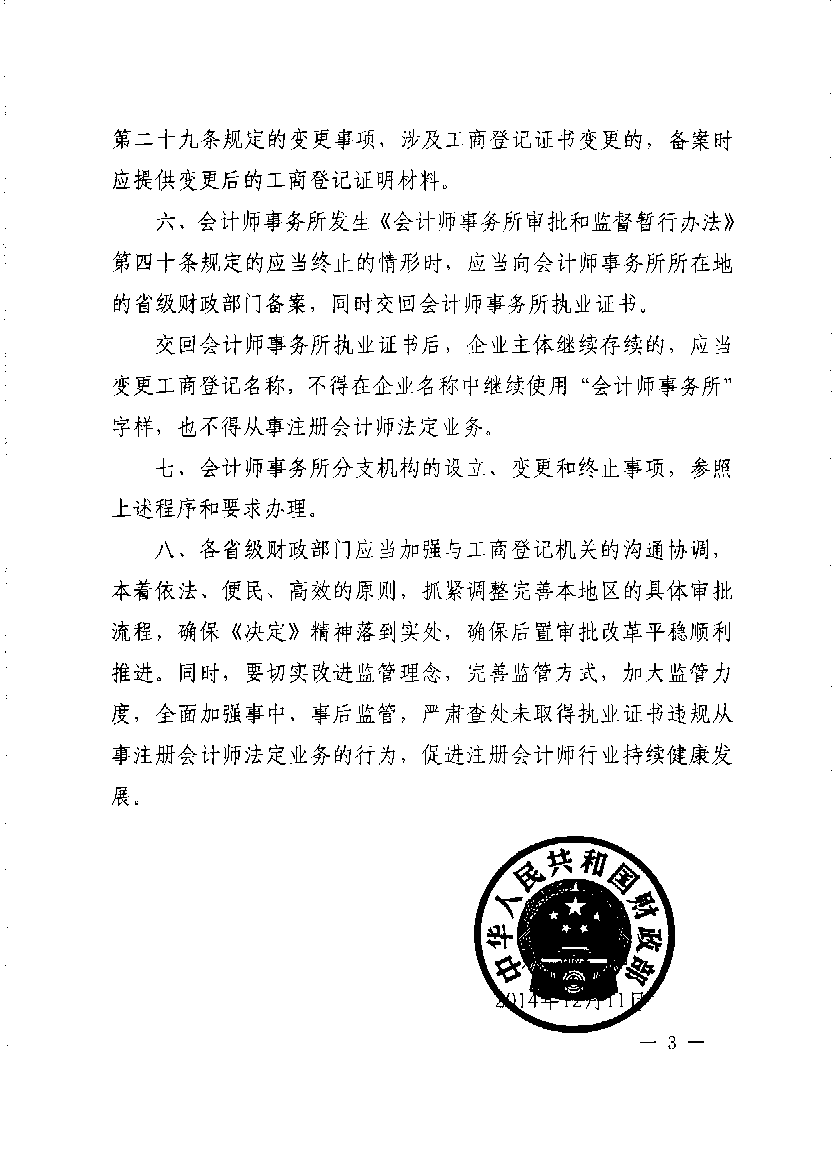 第二十九条规定的变更事项，涉及工商登记证书变更的，备案时
应提供变更后的工商登记证明材料。
六、会计师事务所发生《会计师事务所审批和监督暂行办法》
第四十条规定的应当终止的情形时，应当向会计师事务所所在地
的省级财政部门备案，同时交回会计师事务所执业证书。
交回会计师事务所执业证书后，企业主体继续存续的，应当
变更工商登记名称，不得在企业名称中继续使用“会计师事务所”
字样，也不得从事注册会计师法定业务。
七、会计师事务所分支机构的设立、变更和终止事项，参照
上述程序和要求办理。
八、各省级财政部门应当加强与工商登记机关的沟通协调，
本着依法、便民、高效的原则，抓紧调整完善本地区的具体审批
流程，确保《决定》精神落到实处，确保后置审批改革平稳顺利
推进。同时，要切实改进监管理念，完善监管方式，加大监管力
度，全面加强事中、事后监管，严肃查处未取得执业证书违规从
事注册会计师法定业务的行为，促进注册会计师行业持续健康发
展。
中华人民共和国财政部
2014年12月11日
— 3 —